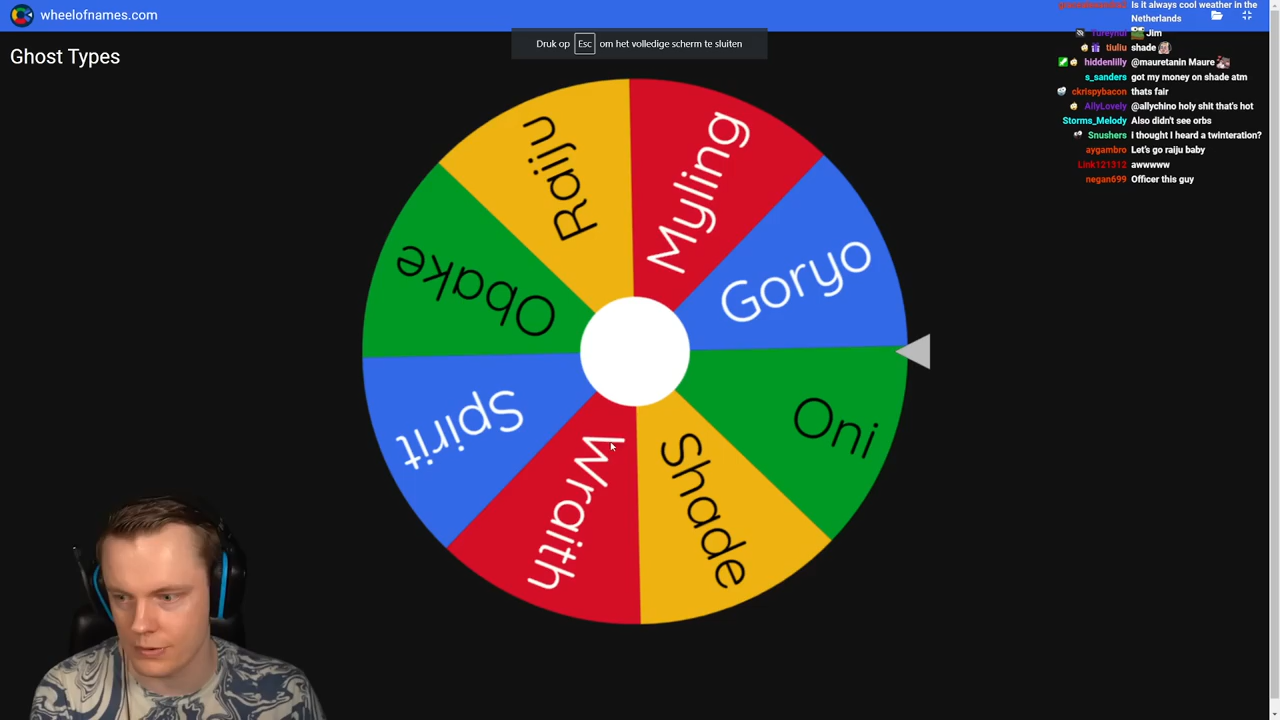 wheelofnames.com
Druk op Esc om het volledige scherm te sluiten
Ghost Types
Raiju
Myling
Goryo
Oni
Shade
Wraith
Spirit
Obake
Is it always cool weather in the
Netherlands
Jim
tiuliu shade
hiddenlilly @mauretanin Maure
s_sanders got my money on shade atm
ckrispybacon thats fair
AllyLovely @allychino holy shit that's hot
Storms_Melody Also didn't see orbs
Snushers i thought I heard a twinteration?
aygambro Let's go raiju baby
Link121312 awwwww
negan699 Officer this guy